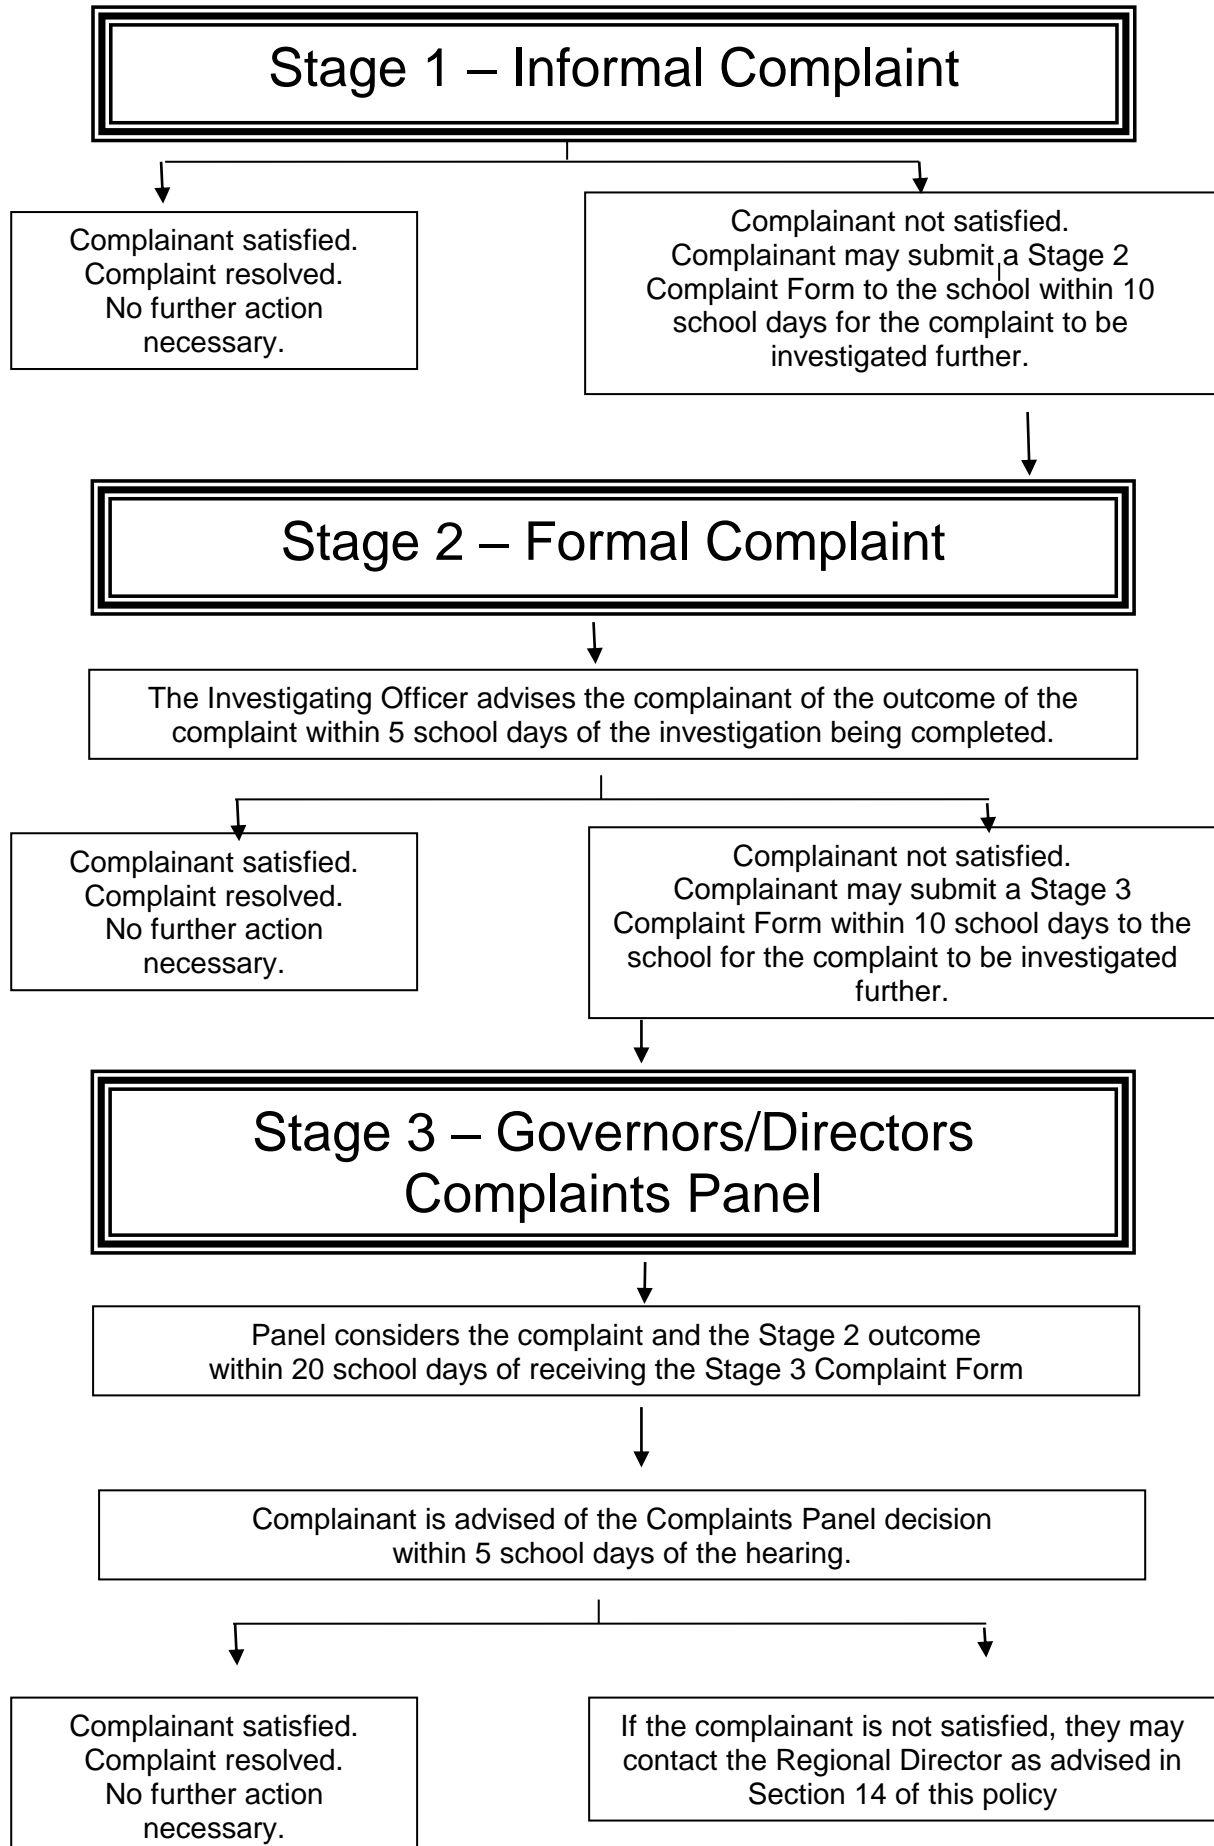 Stage 1 – Informal Complaint
Complainant satisfied.
Complaint resolved.
No further action
necessary.
Complainant not satisfied.
Complainant may submit a Stage 2
Complaint Form to the school within 10
school days for the complaint to be
investigated further.
Stage 2 – Formal Complaint
The Investigating Officer advises the complainant of the outcome of the
complaint within 5 school days of the investigation being completed.
Complainant satisfied.
Complaint resolved.
No further action
necessary.
Complainant not satisfied.
Complainant may submit a Stage 3
Complaint Form within 10 school days to the
school for the complaint to be investigated
further.
Stage 3 – Governors/Directors
Complaints Panel
Panel considers the complaint and the Stage 2 outcome
within 20 school days of receiving the Stage 3 Complaint Form
Complainant is advised of the Complaints Panel decision
within 5 school days of the hearing.
Complainant satisfied.
Complaint resolved.
No further action
necessary.
If the complainant is not satisfied, they may
contact the Regional Director as advised in
Section 14 of this policy